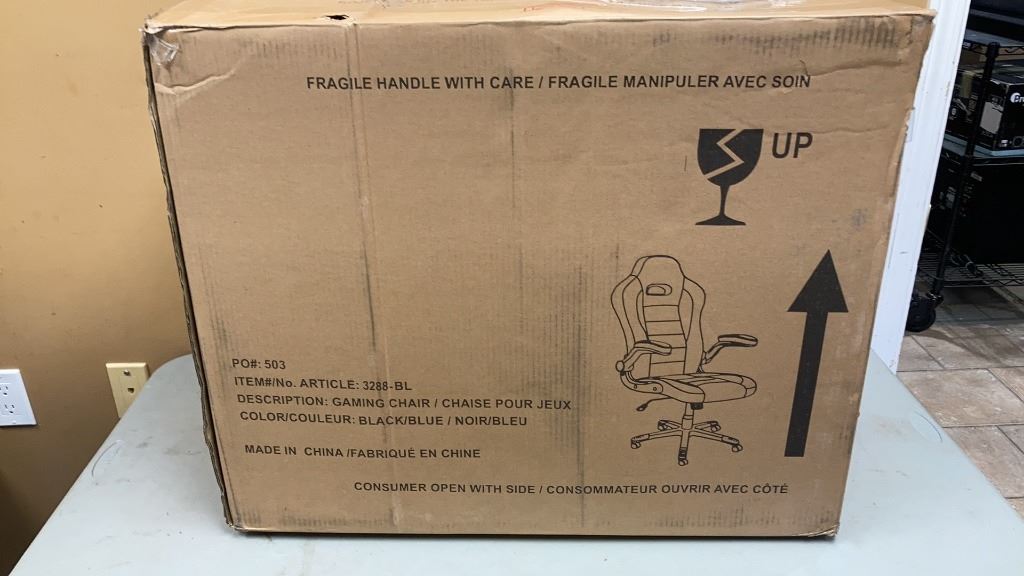 FRAGILE HANDLE WITH CARE / FRAGILE MANIPULER AVEC SOIN
UP
PO#: 503
ITEM#/No. ARTICLE: 3288-BL
DESCRIPTION: GAMING CHAIR / CHAISE POUR JEUX
COLOR/COULEUR: BLACK/BLUE / NOIR/BLEU
MADE IN CHINA /FABRIQUÉ EN CHINE
CONSUMER OPEN WITH SIDE / CONSOMMATEUR OUVRIR AVEC CÔTÉ